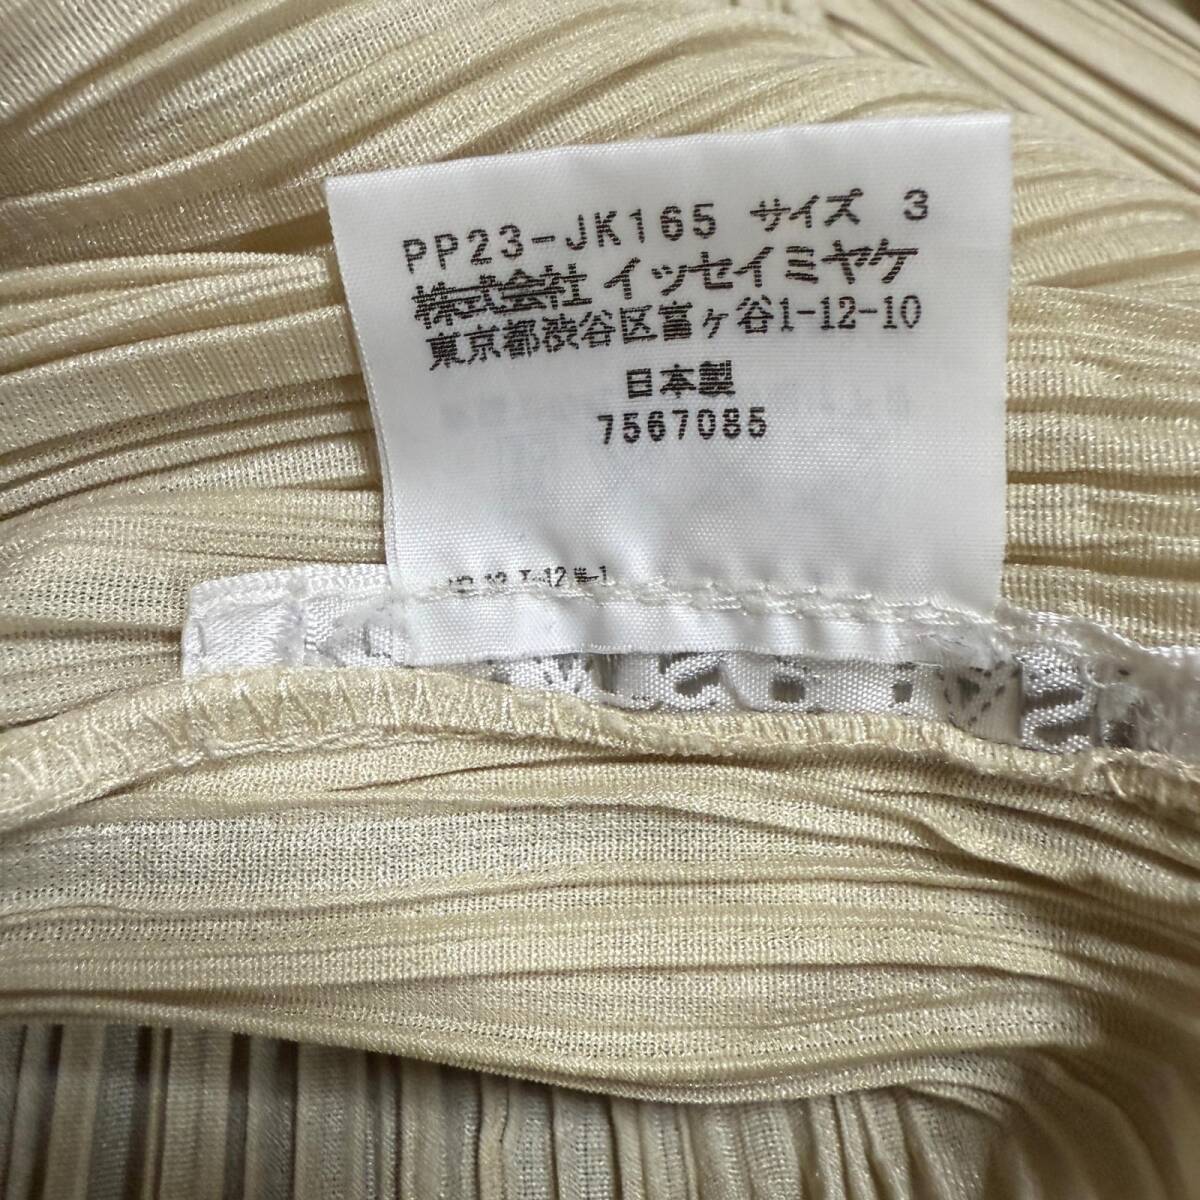 PP23-JK165 サイズ 3
株式会社 イッセイミヤケ
東京都渋谷区富ヶ谷1-12-10
日本製
7567085